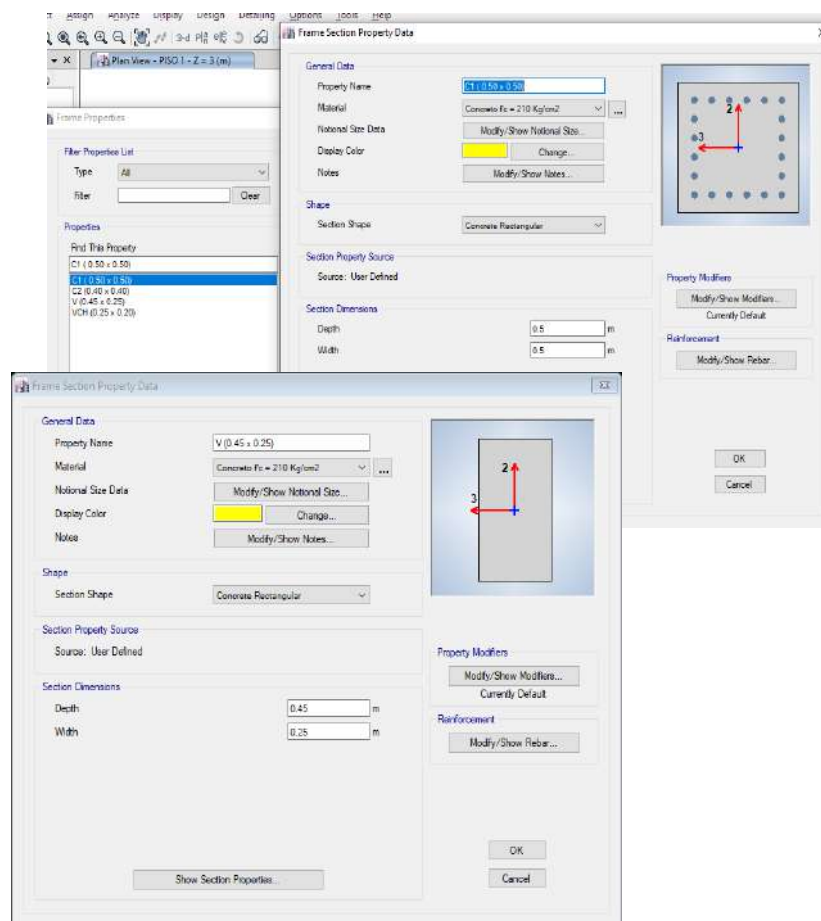 Assign Analyze Display Design Detailing Options Tools Help
3-d
Plan View - PISO 1 - Z = 3 (m)
Frame Properties
Filter Properties List
Type All
Filter Clear
Properties
Find This Property
C1 ( 0.50 x 0.50)
C1 ( 0.50 x 0.50)
C2 (0.40 x 0.40)
V (0.45 x 0.25)
VCH (0.25 x 0.20)
Frame Section Property Data
General Data
Property Name C1 ( 0.50 x 0.50)
Material Concreto Fc = 210 Kg/cm2 ...
Notional Size Data Modify/Show Notional Size...
Display Color Change...
Notes Modify/Show Notes...
Shape
Section Shape Concrete Rectangular
Section Property Source
Source: User Defined
Section Dimensions
Depth 0.5 m
Width 0.5 m
2
3
Property Modifiers
Modify/Show Modifiers...
Currently Default
Reinforcement
Modify/Show Rebar...
OK
Cancel
Frame Section Property Data
General Data
Property Name V (0.45 x 0.25)
Material Concreto Fc = 210 Kg/cm2 ...
Notional Size Data Modify/Show Notional Size...
Display Color Change...
Notes Modify/Show Notes...
Shape
Section Shape Concrete Rectangular
Section Property Source
Source: User Defined
Section Dimensions
Depth 0.45 m
Width 0.25 m
Show Section Properties...
2
3
Property Modifiers
Modify/Show Modifiers...
Currently Default
Reinforcement
Modify/Show Rebar...
OK
Cancel